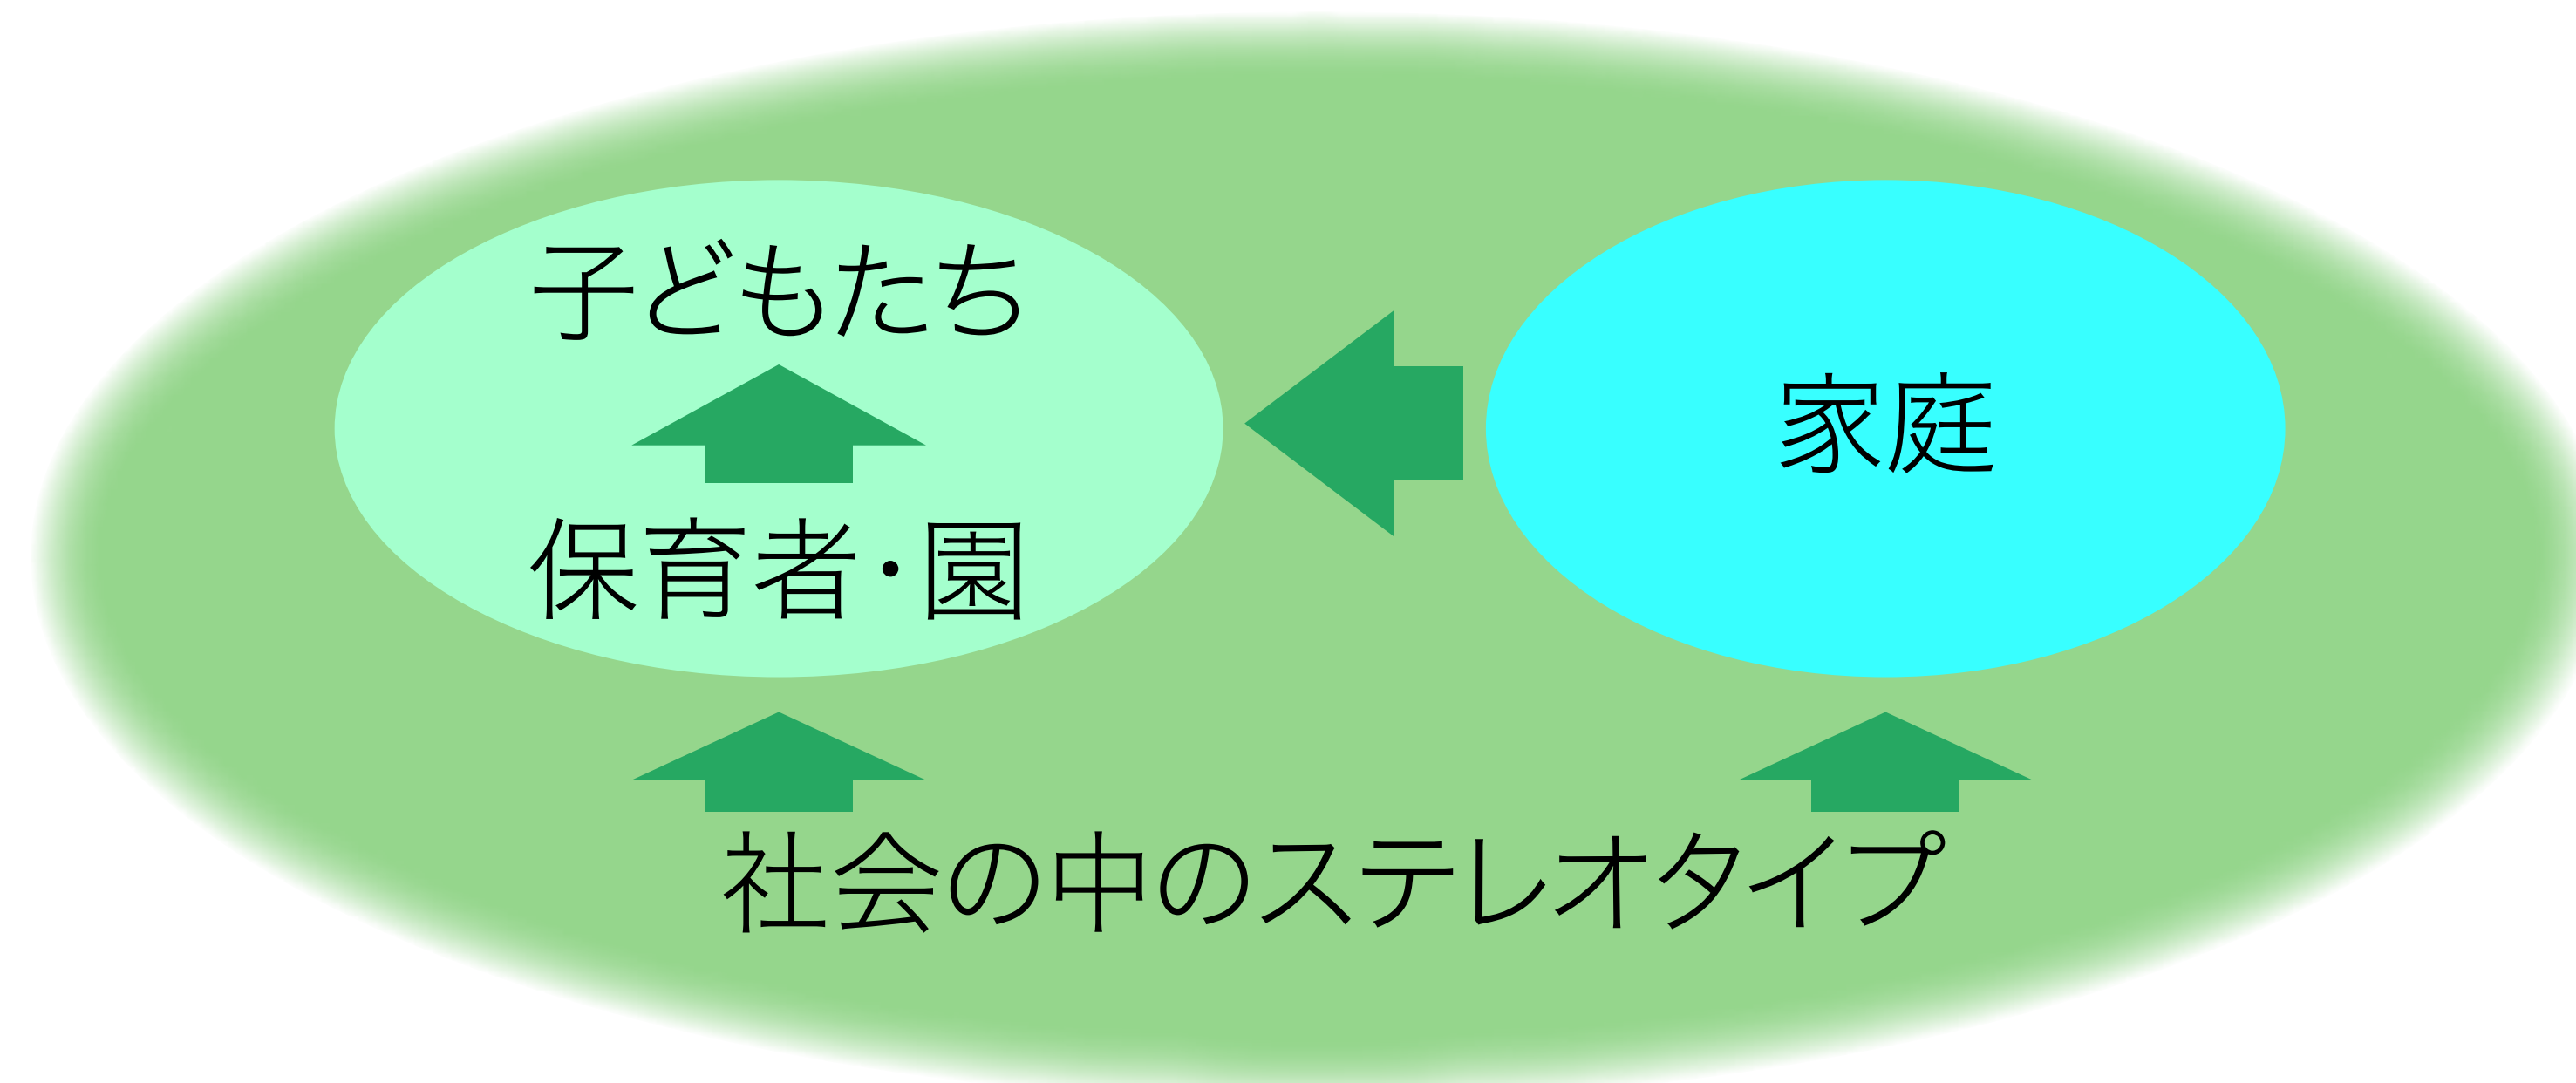 子どもたち
保育者・園
家庭
社会の中のステレオタイプ